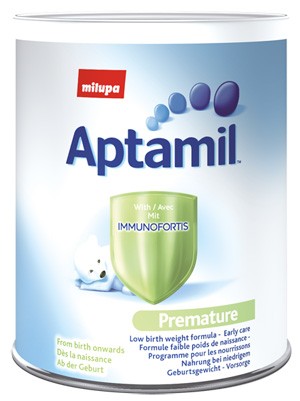 milupa
Aptamil™
With / Avec
Mit
IMMUNOFORTIS
Premature
From birth onwards
Dès la naissance
Ab der Geburt
Low birth weight formula - Early care
Formule faible poids de naissance -
Programme pour les nourrissons
Nahrung bei niedrigem
Geburtsgewicht - Vorsorge